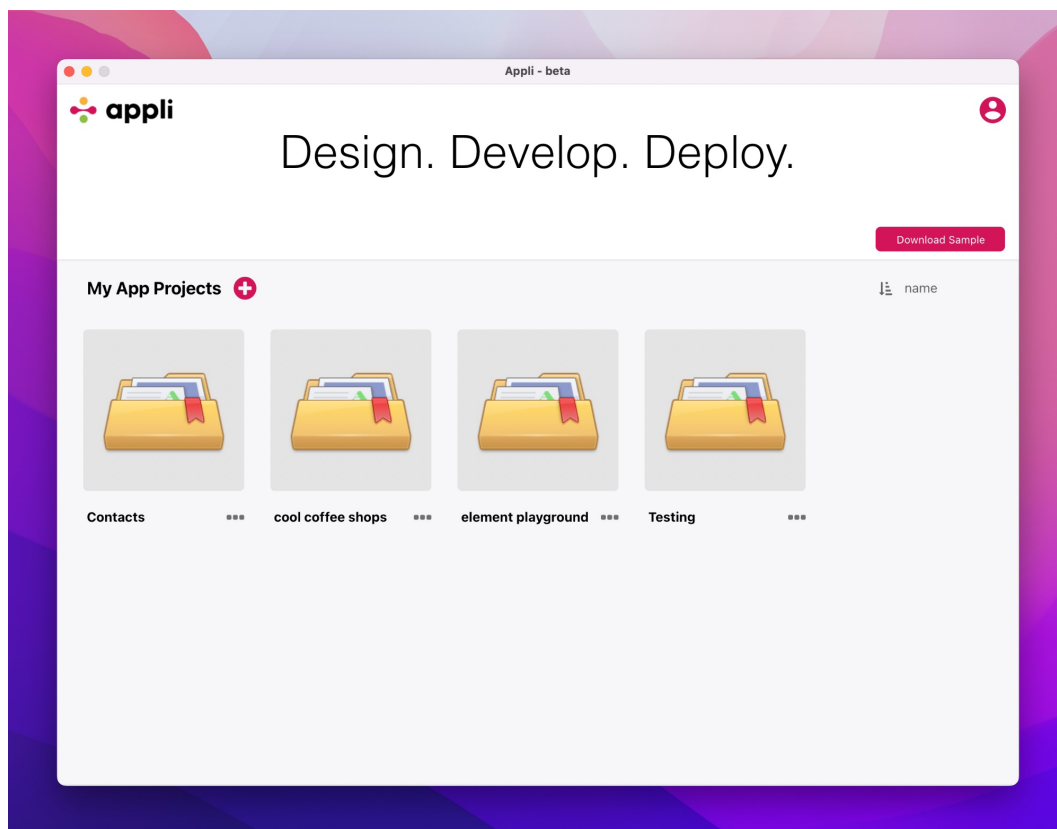 Appli - beta
appli
Design. Develop. Deploy.
Download Sample
My App Projects
name
Contacts
cool coffee shops
element playground
Testing